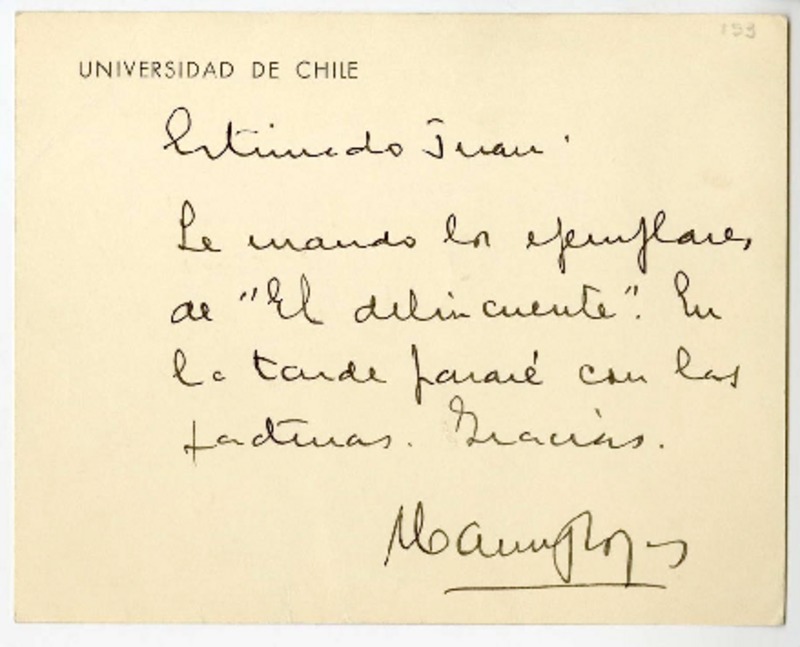 153
UNIVERSIDAD DE CHILE
Estimado Juan:
Le mando los ejemplares
de "El delincuente". En
la tarde pasaré con las
facturas. Gracias.
Manuel Rojas